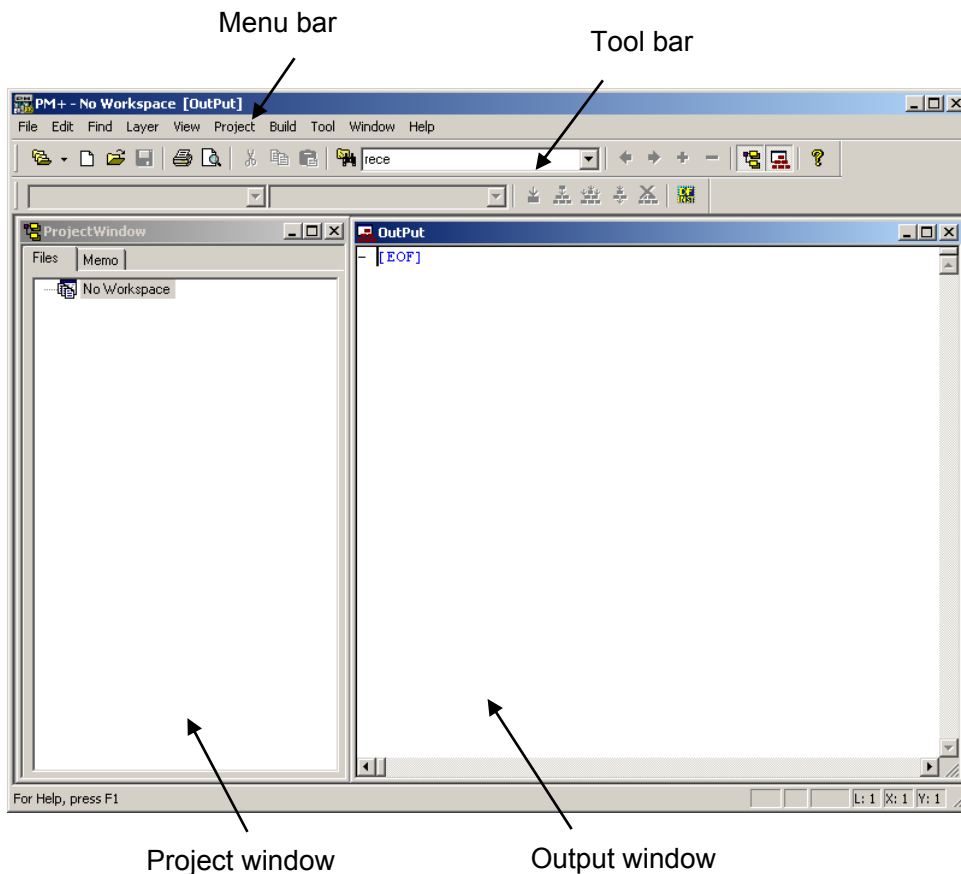 Menu bar
Tool bar
PM+ - No Workspace [OutPut]
File Edit Find Layer View Project Build Tool Window Help
rece
ProjectWindow
Files Memo
No Workspace
OutPut
[EOF]
For Help, press F1
L: 1 X: 1 Y: 1
Project window
Output window